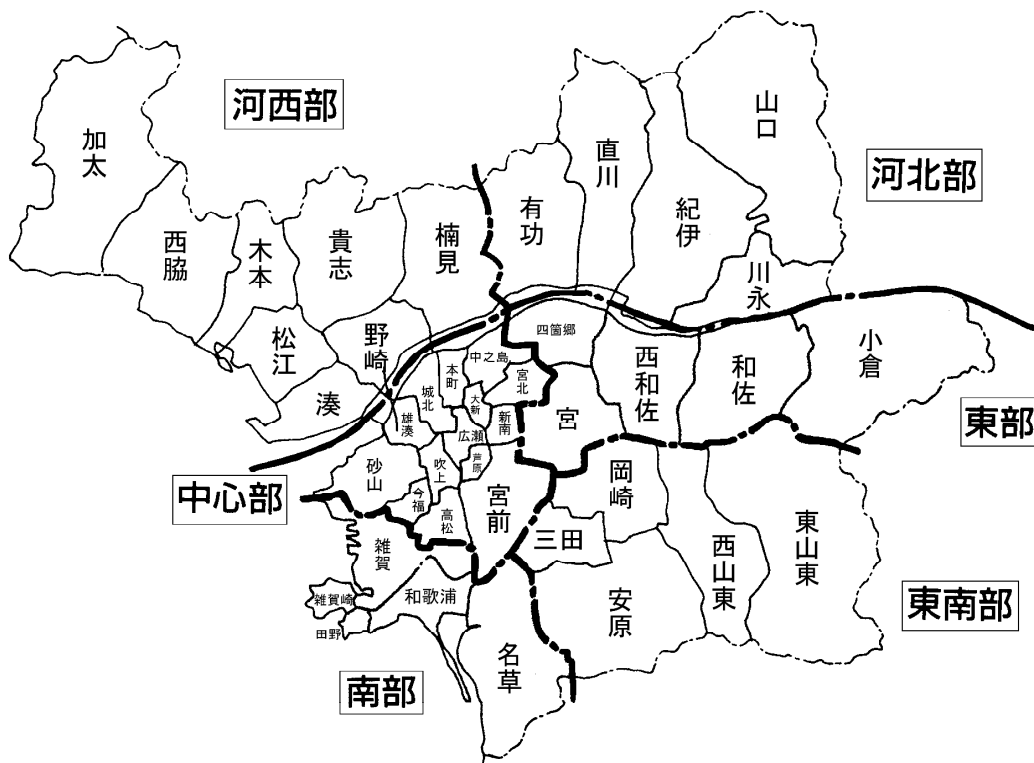 河西部
加太
西脇
木本
貴志
楠見
松江
野崎
湊
河北部
有功
直川
紀伊
山口
川永
東部
四箇郷
西和佐
和佐
小倉
宮
中心部
中之島
本町
宮北
城北
大新
雄湊
広瀬
新南
砂山
吹上
芦原
今福
高松
宮前
東南部
岡崎
三田
安原
西山東
東山東
南部
雑賀
雑賀崎
田野
和歌浦
名草